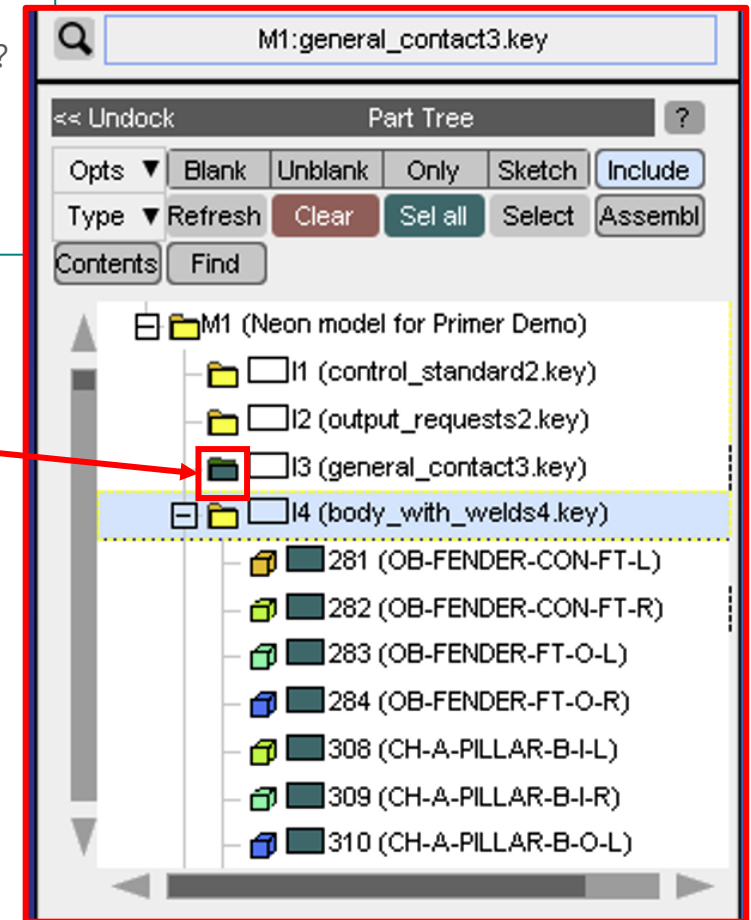 ?
M1:general_contact3.key
<< Undock Part Tree ?
Opts ▼ Blank Unblank Only Sketch Include
Type ▼ Refresh Clear Sel all Select Assembl
Contents Find
M1 (Neon model for Primer Demo)
I1 (control_standard2.key)
I2 (output_requests2.key)
I3 (general_contact3.key)
I4 (body_with_welds4.key)
281 (OB-FENDER-CON-FT-L)
282 (OB-FENDER-CON-FT-R)
283 (OB-FENDER-FT-O-L)
284 (OB-FENDER-FT-O-R)
308 (CH-A-PILLAR-B-I-L)
309 (CH-A-PILLAR-B-I-R)
310 (CH-A-PILLAR-B-O-L)